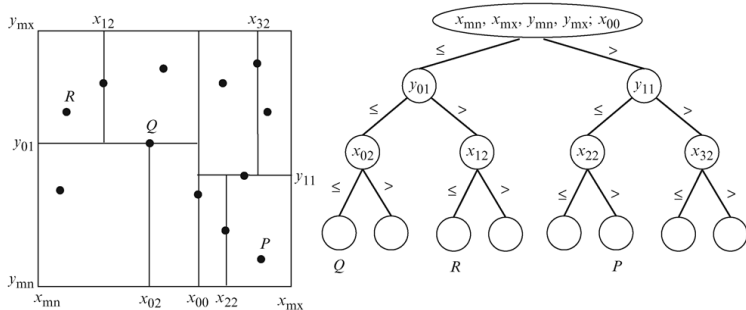 y_mx x_12 x_32
R
Q
y_01
y_11
P
y_mn
x_mn x_02 x_00 x_22 x_mx
x_mn, x_mx, y_mn, y_mx; x_00
≤ >
y_01 y_11
≤ > ≤ >
x_02 x_12 x_22 x_32
≤ > ≤ > ≤ > ≤ >
Q R P